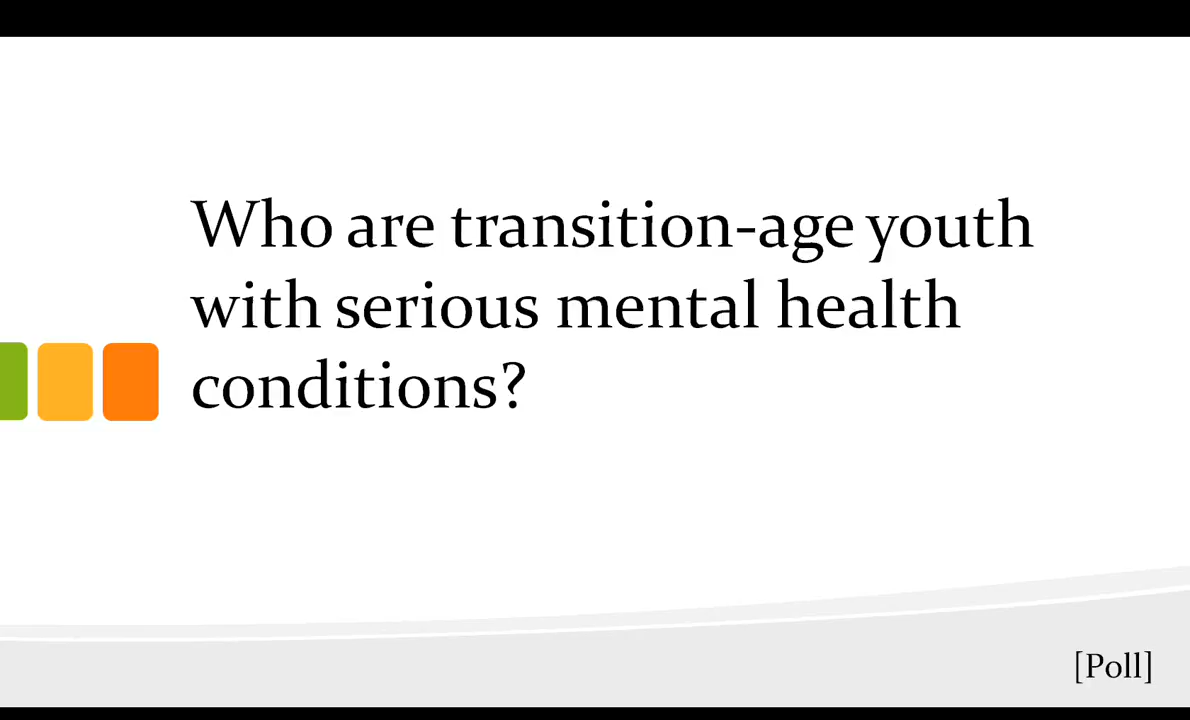 Who are transition-age youth
with serious mental health
conditions?
[Poll]